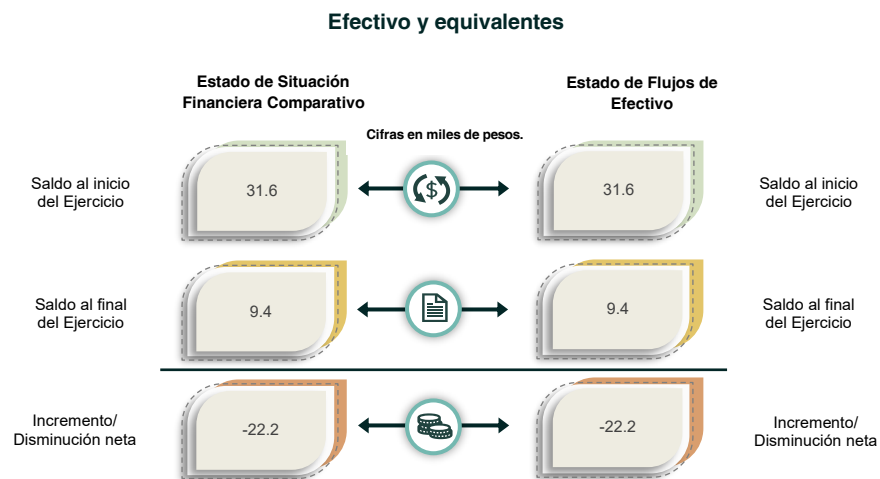 Efectivo y equivalentes
Estado de Situación
Financiera Comparativo
Estado de Flujos de
Efectivo
Cifras en miles de pesos.
Saldo al inicio
del Ejercicio
31.6
$
31.6
Saldo al inicio
del Ejercicio
Saldo al final
del Ejercicio
9.4
9.4
Saldo al final
del Ejercicio
Incremento/
Disminución neta
-22.2
-22.2
Incremento/
Disminución neta